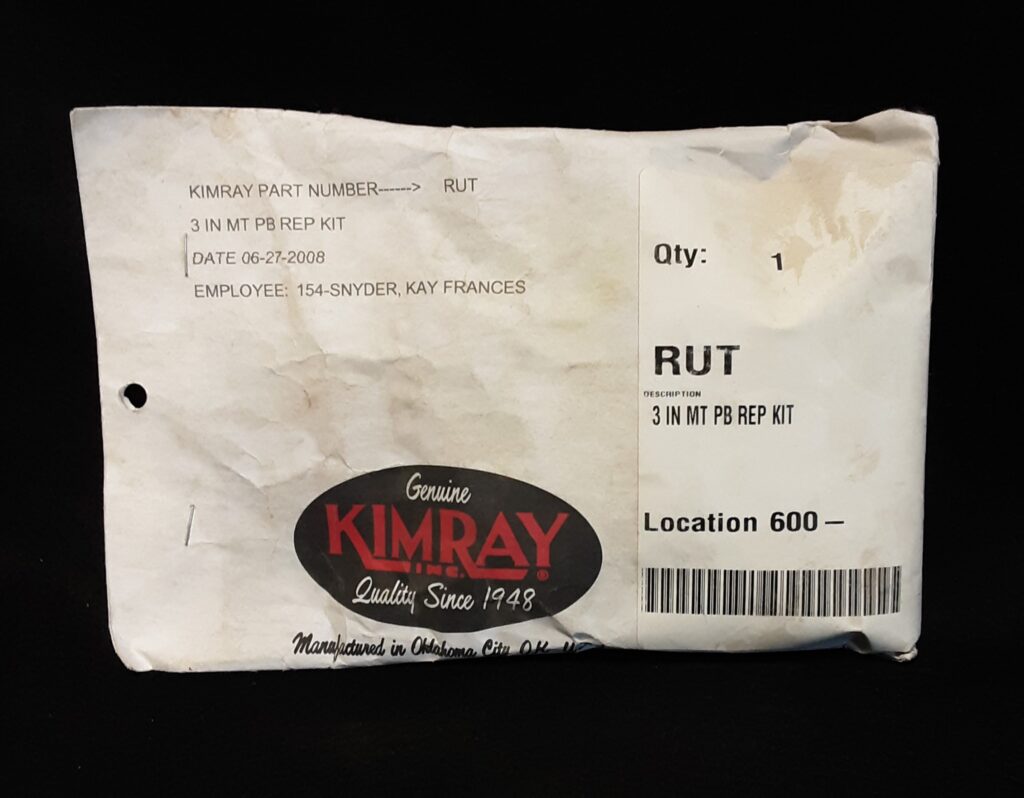 KIMRAY PART NUMBER------> RUT
3 IN MT PB REP KIT
DATE 06-27-2008
EMPLOYEE: 154-SNYDER, KAY FRANCES
Genuine
KIMRAY
INC.®
Quality Since 1948
Manufactured in Oklahoma City, OK
Qty: 1
RUT
DESCRIPTION
3 IN MT PB REP KIT
Location 600 –